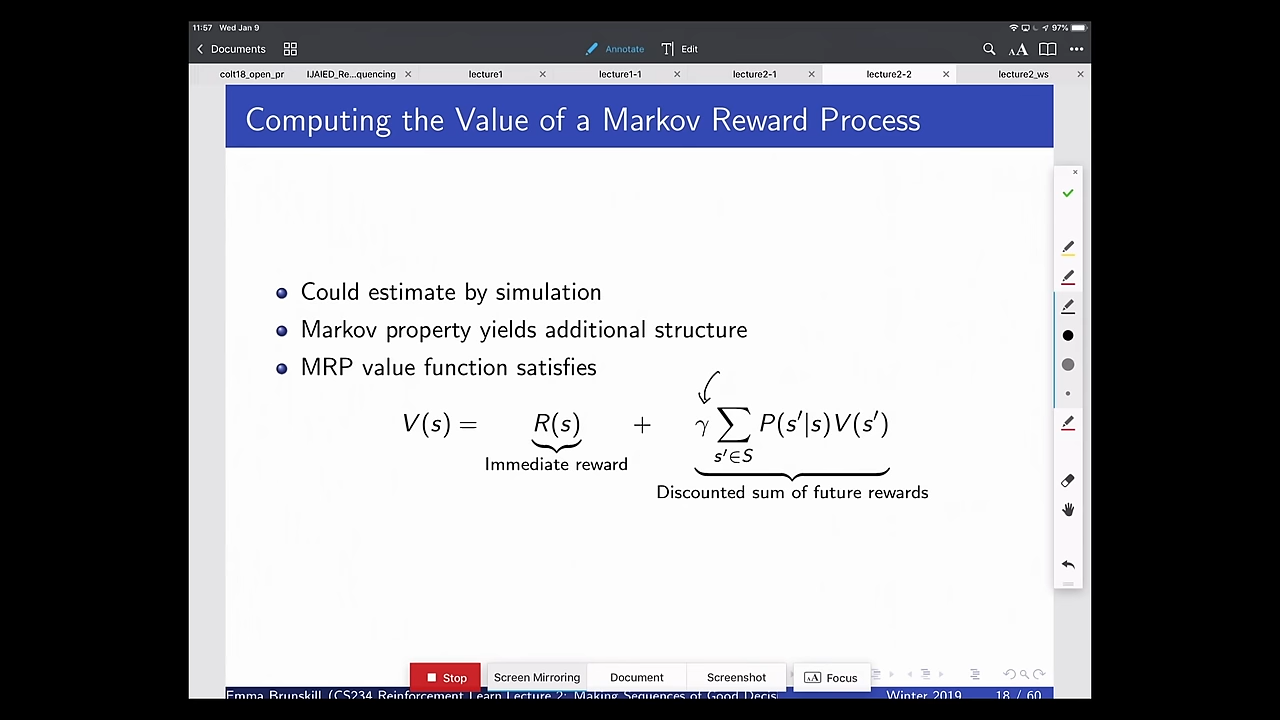 11:57 Wed Jan 9
97%
Documents
Annotate
Edit
AA
colt18_open_pr
IJAIED_Re...quencing
lecture1
lecture1-1
lecture2-1
lecture2-2
lecture2_ws
Computing the Value of a Markov Reward Process
Could estimate by simulation
Markov property yields additional structure
MRP value function satisfies
V(s) = R(s) + γ ∑ P(s′|s)V(s′)
s′∈S
Immediate reward
Discounted sum of future rewards
Stop
Screen Mirroring
Document
Screenshot
AA Focus
Emma Brunskill (CS234 Reinforcement Learn Lecture 2: Making Sequences of Good Decis
Winter 2019
18 / 60